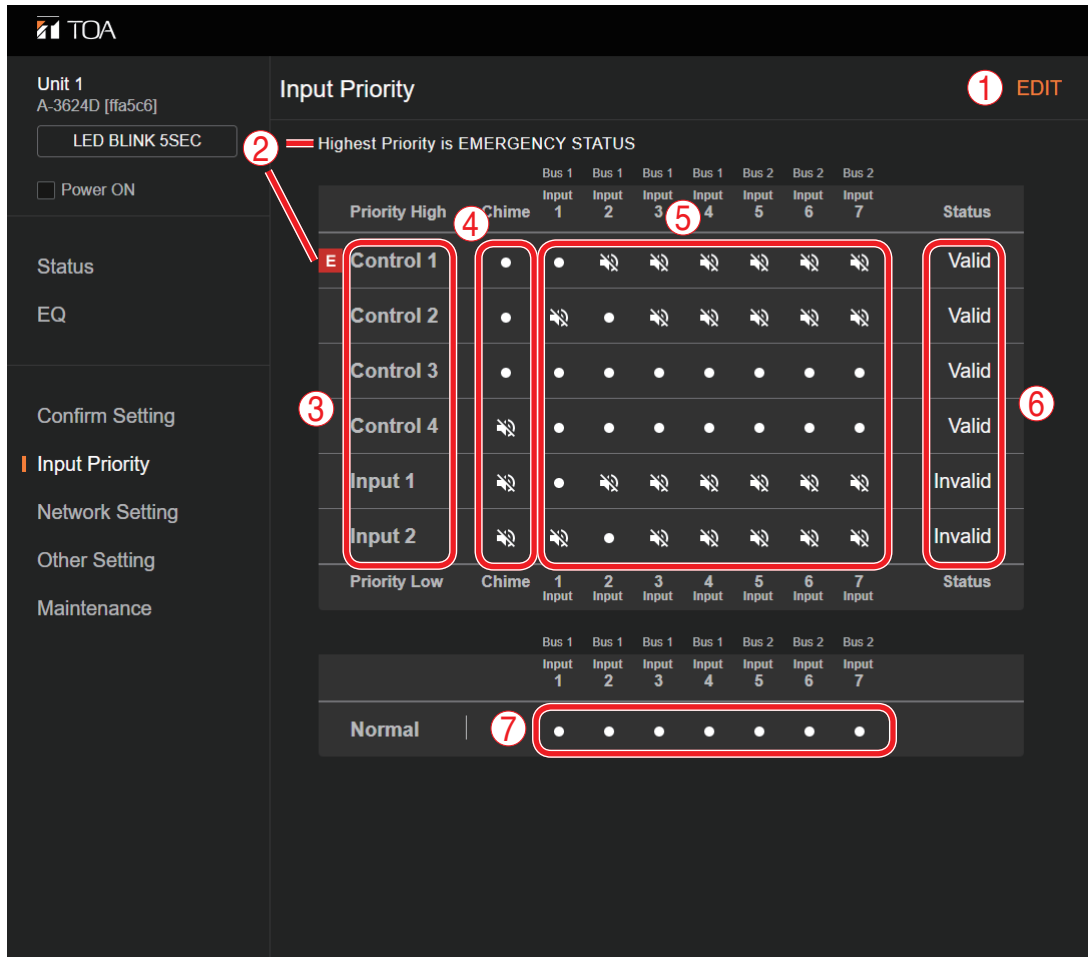 TOA
Unit 1
A-3624D [ffa5c6]
LED BLINK 5SEC
Power ON
Status
EQ
Confirm Setting
Input Priority
Network Setting
Other Setting
Maintenance
Input Priority
1 EDIT
2 Highest Priority is EMERGENCY STATUS
Bus 1 Bus 1 Bus 1 Bus 1 Bus 2 Bus 2 Bus 2
Input Input Input Input Input Input Input
Priority High 4 Chime 1 2 3 5 4 5 6 7 Status
E Control 1 Valid
Control 2 Valid
Control 3 Valid
3 6
Control 4 Valid
Input 1 Invalid
Input 2 Invalid
Priority Low Chime 1 2 3 4 5 6 7 Status
Input Input Input Input Input Input Input
Bus 1 Bus 1 Bus 1 Bus 1 Bus 2 Bus 2 Bus 2
Input Input Input Input Input Input Input
1 2 3 4 5 6 7
Normal 7